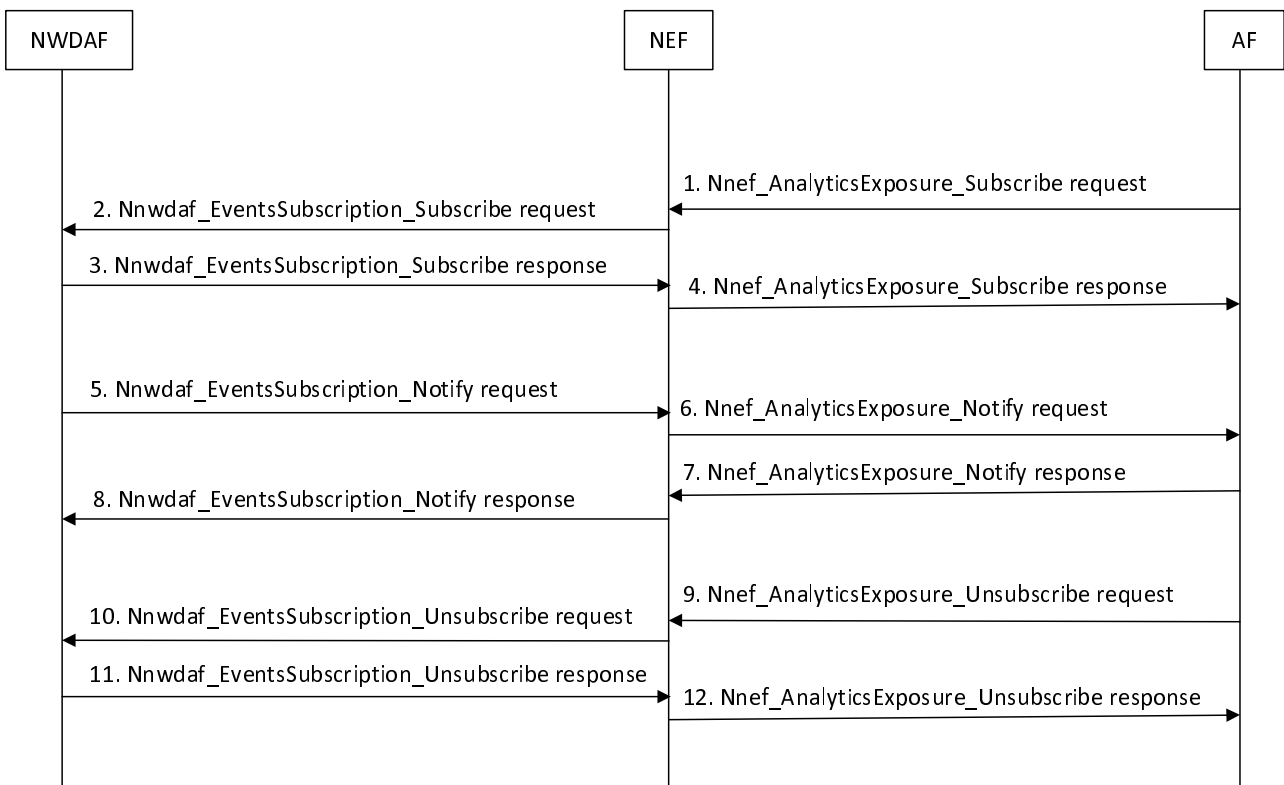 NWDAF
NEF
AF
1. Nnef_AnalyticsExposure_Subscribe request
2. Nnwdaf_EventsSubscription_Subscribe request
3. Nnwdaf_EventsSubscription_Subscribe response
4. Nnef_AnalyticsExposure_Subscribe response
5. Nnwdaf_EventsSubscription_Notify request
6. Nnef_AnalyticsExposure_Notify request
7. Nnef_AnalyticsExposure_Notify response
8. Nnwdaf_EventsSubscription_Notify response
9. Nnef_AnalyticsExposure_Unsubscribe request
10. Nnwdaf_EventsSubscription_Unsubscribe request
11. Nnwdaf_EventsSubscription_Unsubscribe response
12. Nnef_AnalyticsExposure_Unsubscribe response